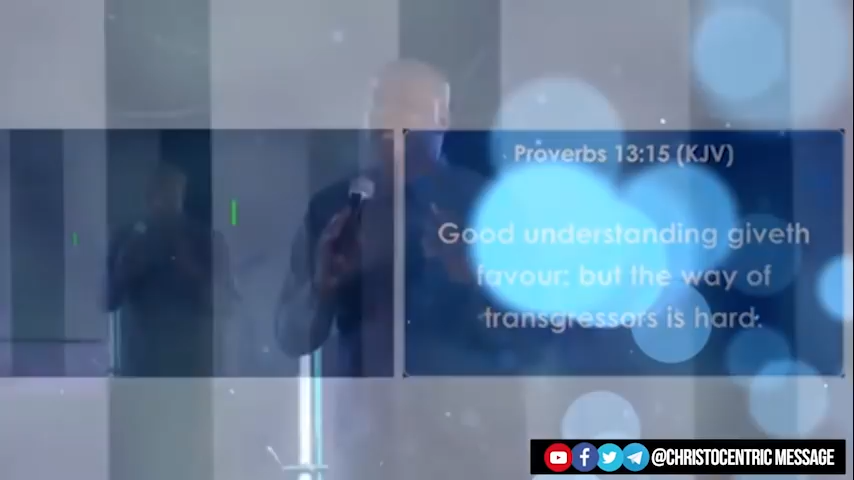 Proverbs 13:15 (KJV)
Good understanding giveth
favour: but the way of
transgressors is hard.
@CHRISTOCENTRIC MESSAGE